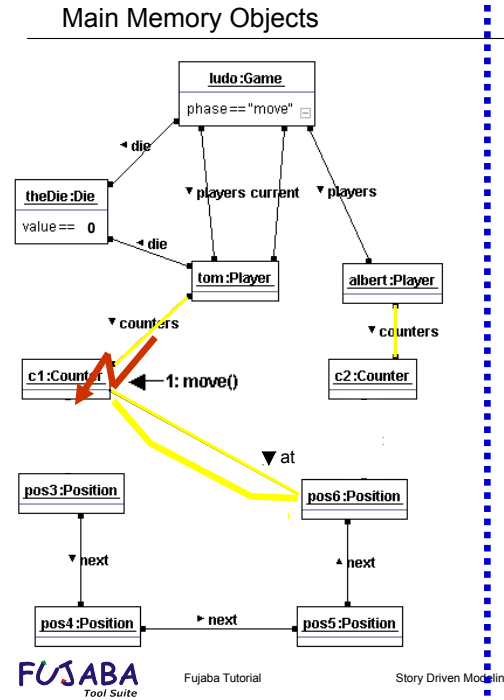 Main Memory Objects
ludo:Game
phase=="move"
die
players current
players
theDie:Die
value== 0
die
tom:Player
albert:Player
counters
counters
c1:Counter
1: move()
c2:Counter
at
pos3:Position
pos6:Position
next
next
pos4:Position
next
pos5:Position
FUJABA
Tool Suite
Fujaba Tutorial
Story Driven Modelin